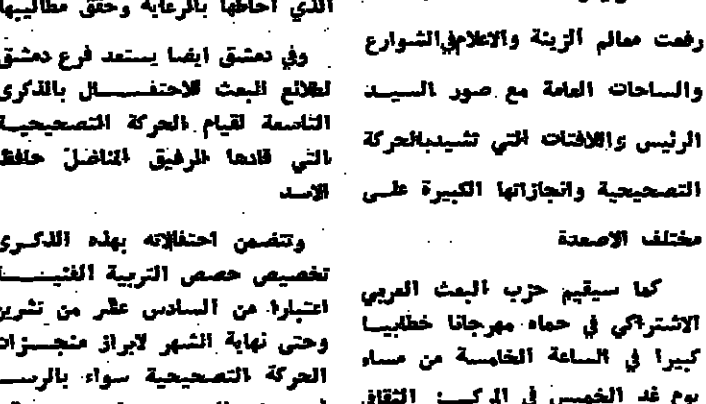 رفعت معالم الزينة والاعلام في الشوارع
والساحات العامة مع صور السيد
الرئيس واللافتات التي تشيد بالحركة
التصحيحية وانجازاتها الكبيرة على
مختلف الاصعدة
كما سيقيم حزب البعث العربي
الاشتراكي في حماه مهرجانا خطابيا
كبيرا في الساعة الخامسة من مساء
يوم غد الخميس في المركز الثقافي
الذي احاطها بالرعاية وحقق مطاليبها
وفي دمشق ايضا يستعد فرع دمشق
لطلائع البعث للاحتفال بالذكرى
التاسعة لقيام الحركة التصحيحية
التي قادها الرفيق المناضل حافظ
الاسد
وتتضمن احتفالاته بهذه الذكرى
تخصيص حصص التربية الفنية
اعتبارا من السادس عشر من تشرين
وحتى نهاية الشهر لابراز منجزات
الحركة التصحيحية سواء بالرسم